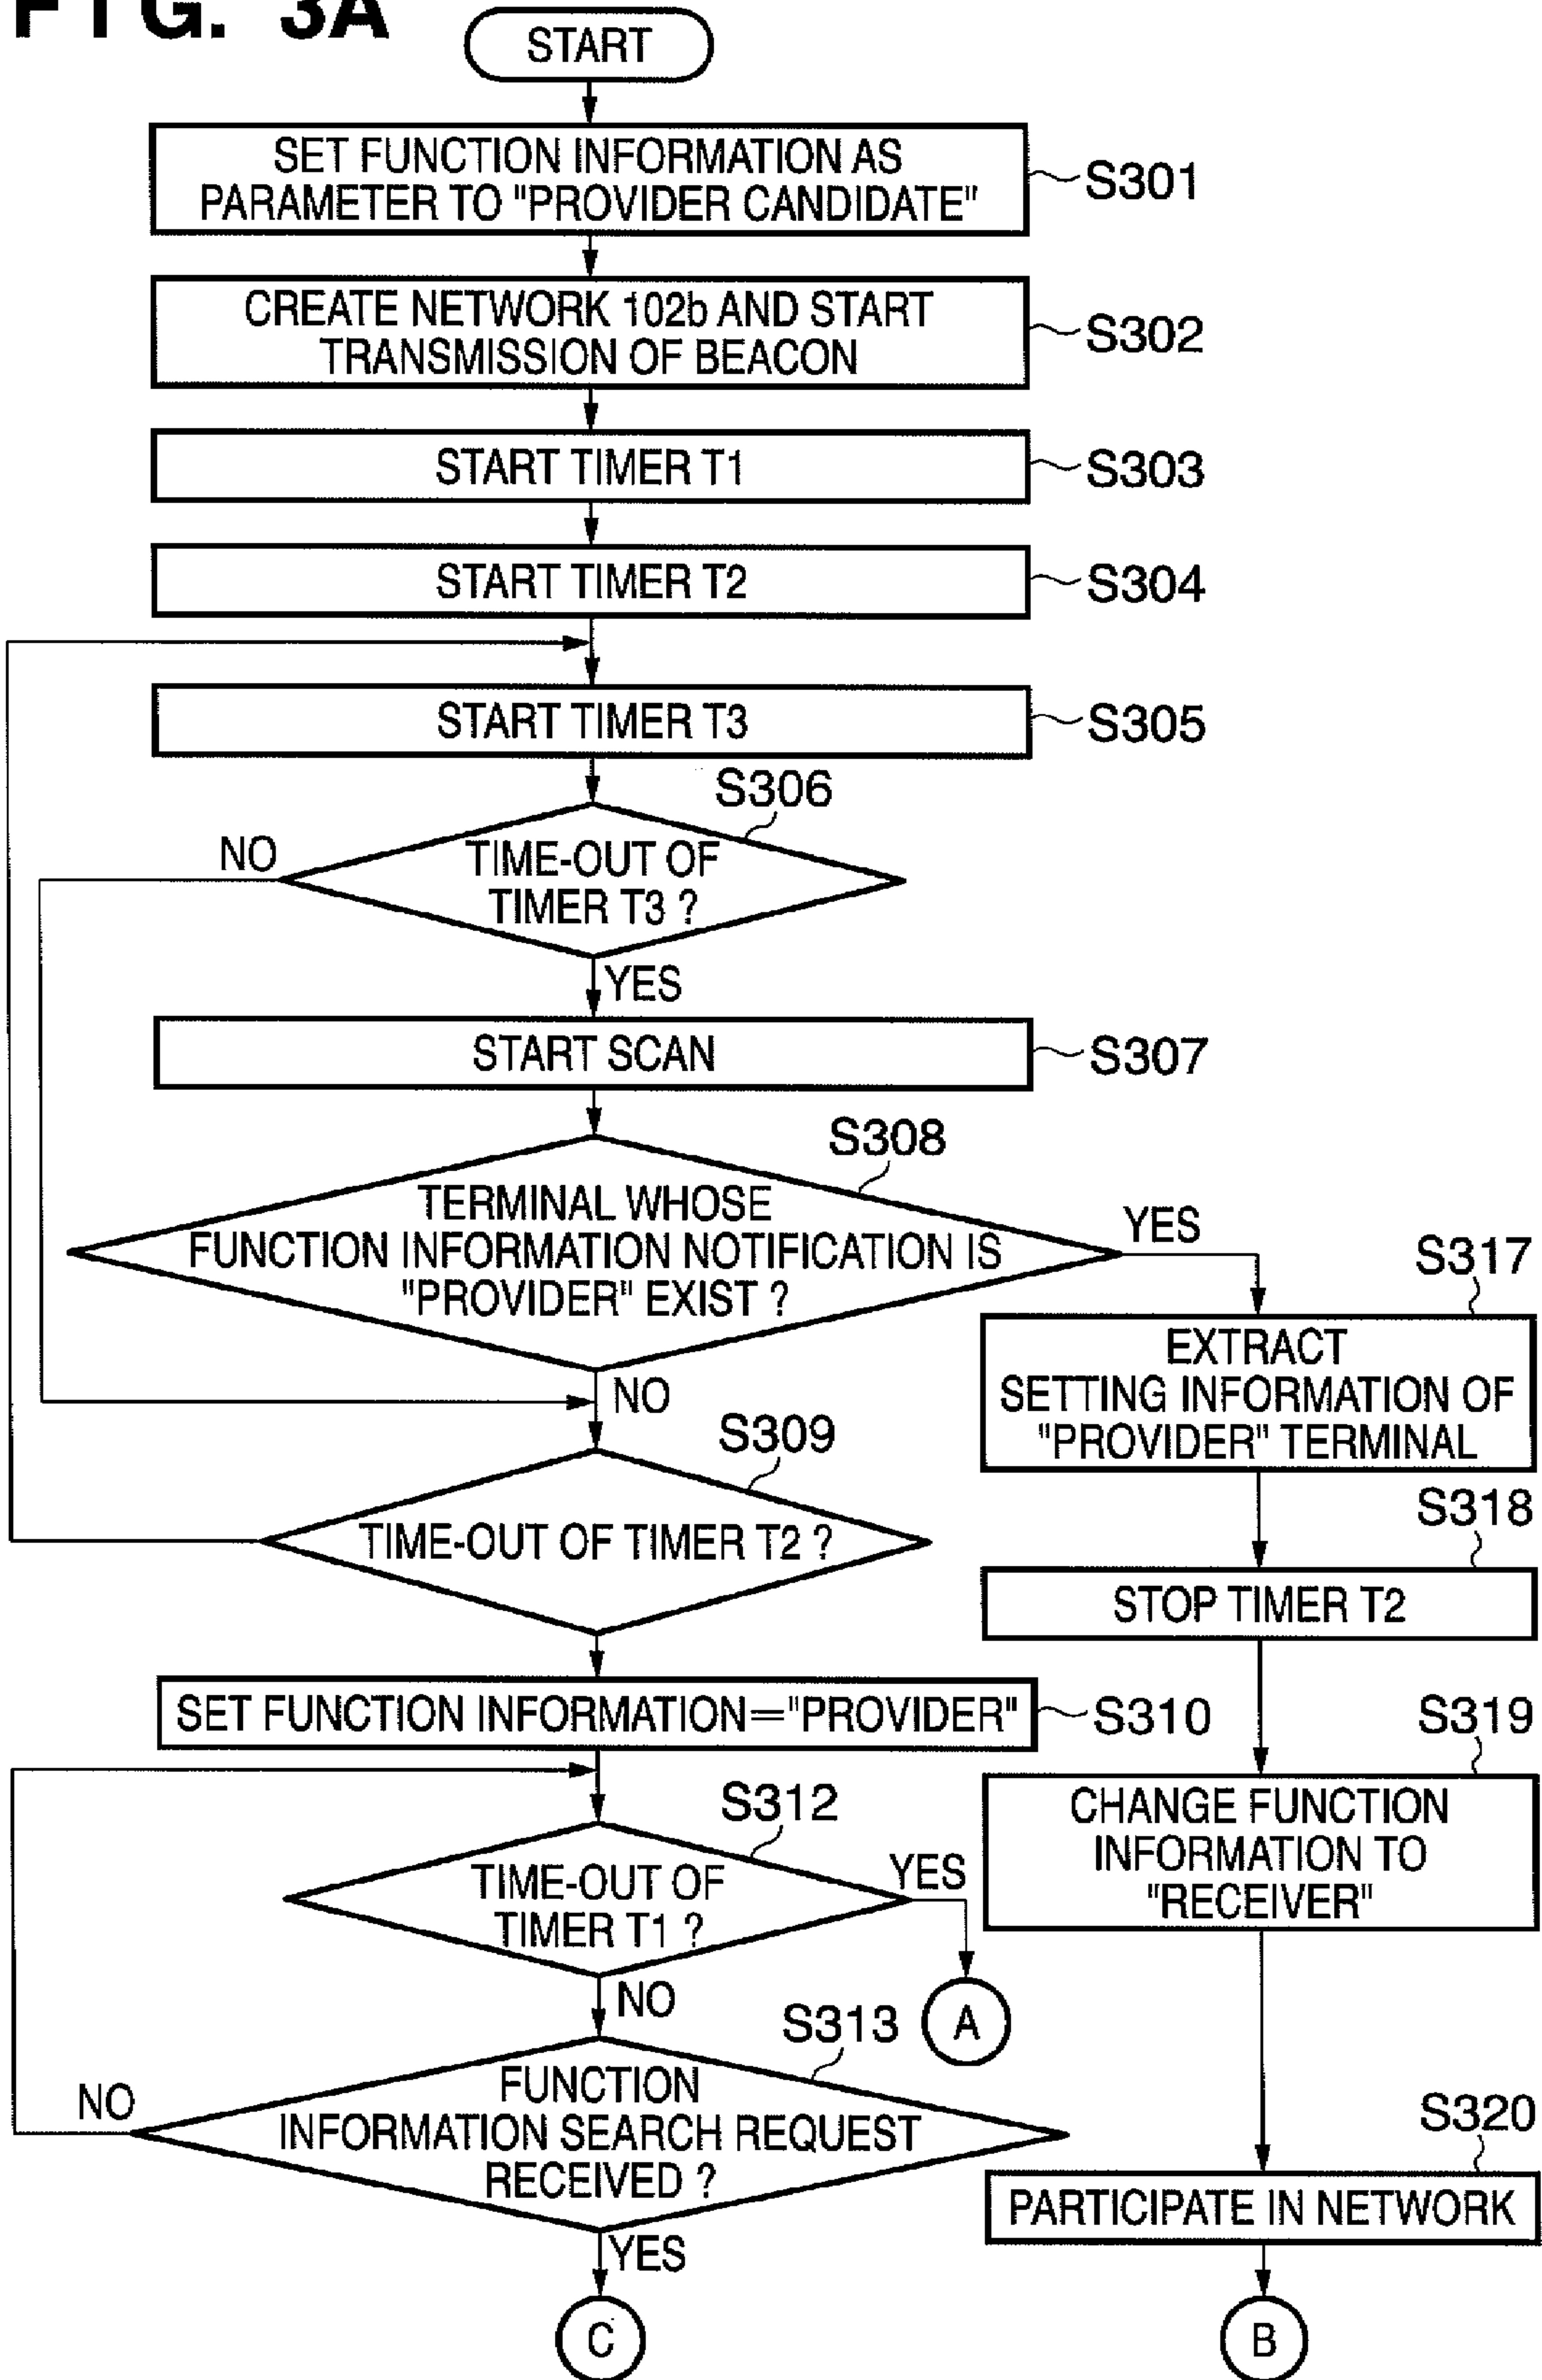 FIG. 3A
START
SET FUNCTION INFORMATION AS
PARAMETER TO "PROVIDER CANDIDATE"
S301
CREATE NETWORK 102b AND START
TRANSMISSION OF BEACON
S302
START TIMER T1
S303
START TIMER T2
S304
START TIMER T3
S305
S306
NO
TIME-OUT OF
TIMER T3 ?
YES
START SCAN
S307
S308
TERMINAL WHOSE
FUNCTION INFORMATION NOTIFICATION IS
"PROVIDER" EXIST ?
YES
NO
S317
EXTRACT
SETTING INFORMATION OF
"PROVIDER" TERMINAL
S309
TIME-OUT OF TIMER T2 ?
S318
STOP TIMER T2
SET FUNCTION INFORMATION="PROVIDER"
S310
S319
CHANGE FUNCTION
INFORMATION TO
"RECEIVER"
S312
TIME-OUT OF
TIMER T1 ?
YES
A
NO
S313
FUNCTION
INFORMATION SEARCH REQUEST
RECEIVED ?
NO
YES
C
S320
PARTICIPATE IN NETWORK
B